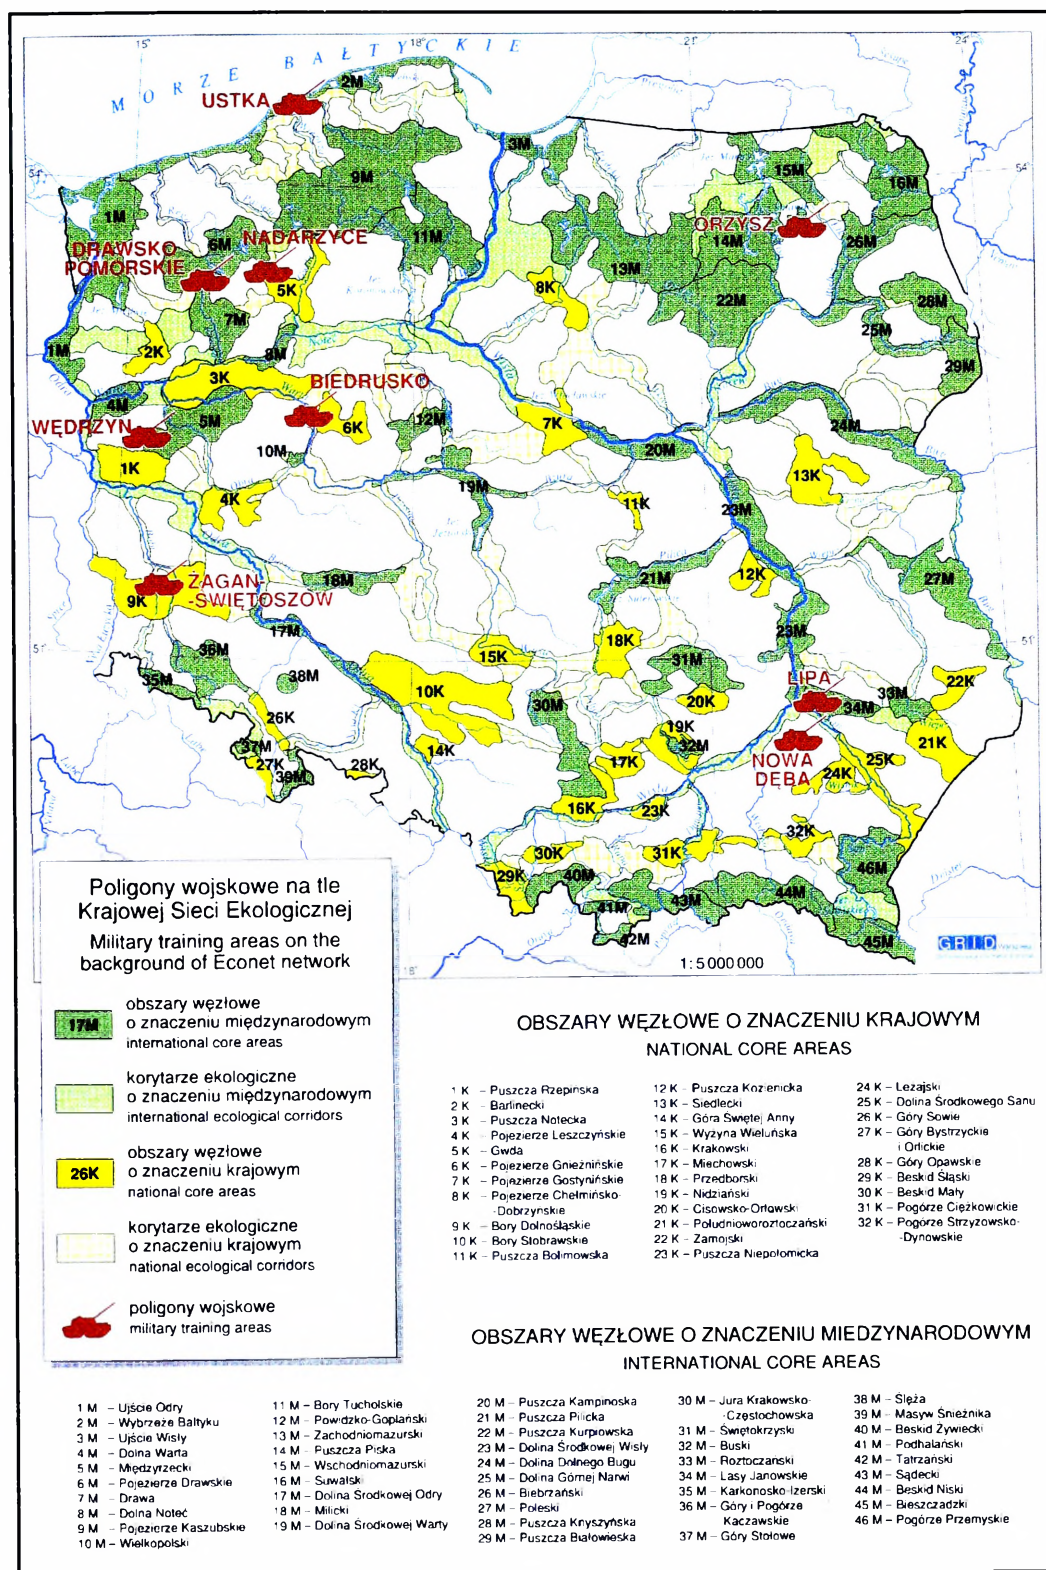 15°
18°
21°
24°
MORZE BAŁTYCKIE
USTKA
2M
3M
54°
54°
9M
15M
16M
1M
11M
ORZYSZ
6M
NADARZYCE
14M
26M
DRAWSKO-
POMORSKIE
13M
5K
8K
22M
28M
7M
25M
Noteć
1M
2K
8M
29M
3K
Wisła
BIEDRUSKO
4M
5M
6K
12M
7K
24M
WĘDRZYN
10M
20M
1K
13K
4K
19M
11K
23M
ŻAGAŃ-
-ŚWIĘTOSZÓW
9K
18M
21M
12K
27M
17M
23M
18K
51°
51°
36M
15K
31M
35M
38M
10K
LIPA
33M
22K
30M
20K
34M
26K
19K
37M
14K
32M
21K
27K
28K
17K
NOWA
DĘBA
25K
39M
24K
16K
23K
32K
30K
31K
46M
29K
40M
44M
41M
43M
42M
45M
18°
GRID
1:5 000 000
Poligony wojskowe na tle
Krajowej Sieci Ekologicznej
Military training areas on the
background of Econet network
17M
obszary węzłowe
o znaczeniu międzynarodowym
international core areas
korytarze ekologiczne
o znaczeniu międzynarodowym
international ecological corridors
26K
obszary węzłowe
o znaczeniu krajowym
national core areas
korytarze ekologiczne
o znaczeniu krajowym
national ecological corridors
poligony wojskowe
military training areas
OBSZARY WĘZŁOWE O ZNACZENIU KRAJOWYM
NATIONAL CORE AREAS
1 K – Puszcza Rzepińska
2 K – Barlinecki
3 K – Puszcza Notecka
4 K – Pojezierze Leszczyńskie
5 K – Gwda
6 K – Pojezierze Gnieźnińskie
7 K – Pojezierze Gostynińskie
8 K – Pojezierze Chełmińsko-
-Dobrzyńskie
9 K – Bory Dolnośląskie
10 K – Bory Stobrawskie
11 K – Puszcza Bolimowska
12 K – Puszcza Kozienicka
13 K – Siedlecki
14 K – Góra Świętej Anny
15 K – Wyżyna Wieluńska
16 K – Krakowski
17 K – Miechowski
18 K – Przedborski
19 K – Nidziański
20 K – Cisowsko-Orłowski
21 K – Południoworoztoczański
22 K – Zamojski
23 K – Puszcza Niepołomicka
24 K – Leżajski
25 K – Dolina Środkowego Sanu
26 K – Góry Sowie
27 K – Góry Bystrzyckie
i Orlickie
28 K – Góry Opawskie
29 K – Beskid Śląski
30 K – Beskid Mały
31 K – Pogórze Ciężkowickie
32 K – Pogórze Strzyżowsko-
-Dynowskie
OBSZARY WĘZŁOWE O ZNACZENIU MIEDZYNARODOWYM
INTERNATIONAL CORE AREAS
1 M – Ujście Odry
2 M – Wybrzeże Bałtyku
3 M – Ujście Wisły
4 M – Dolna Warta
5 M – Międzyrzecki
6 M – Pojezierze Drawskie
7 M – Drawa
8 M – Dolna Noteć
9 M – Pojezierze Kaszubskie
10 M – Wielkopolski
11 M – Bory Tucholskie
12 M – Powidzko-Goplański
13 M – Zachodniomazurski
14 M – Puszcza Piska
15 M – Wschodniomazurski
16 M – Suwalski
17 M – Dolina Środkowej Odry
18 M – Milicki
19 M – Dolina Środkowej Warty
20 M – Puszcza Kampinoska
21 M – Puszcza Pilicka
22 M – Puszcza Kurpiowska
23 M – Dolina Środkowej Wisły
24 M – Dolina Dolnego Bugu
25 M – Dolina Górnej Narwi
26 M – Biebrzański
27 M – Poleski
28 M – Puszcza Knyszyńska
29 M – Puszcza Białowieska
30 M – Jura Krakowsko-
-Częstochowska
31 M – Świętokrzyski
32 M – Buski
33 M – Roztoczański
34 M – Lasy Janowskie
35 M – Karkonosko-Izerski
36 M – Góry i Pogórze
Kaczawskie
37 M – Góry Stołowe
38 M – Ślęża
39 M – Masyw Śnieżnika
40 M – Beskid Żywiecki
41 M – Podhalański
42 M – Tatrzański
43 M – Sądecki
44 M – Beskid Niski
45 M – Bieszczadzki
46 M – Pogórze Przemyskie